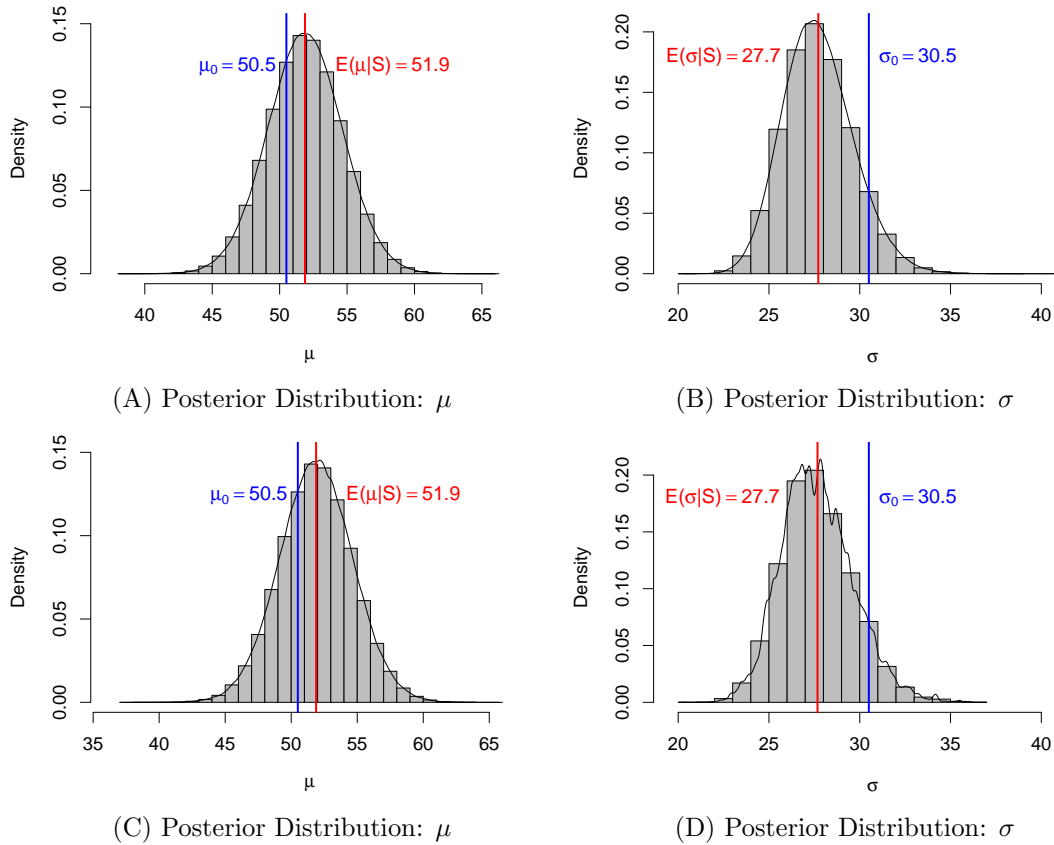 Density
0.00 0.05 0.10 0.15
μ₀ = 50.5
E(μ|S) = 51.9
40 45 50 55 60 65
μ
(A) Posterior Distribution: μ
Density
0.00 0.05 0.10 0.15 0.20
E(σ|S) = 27.7
σ₀ = 30.5
20 25 30 35 40
σ
(B) Posterior Distribution: σ
Density
0.00 0.05 0.10 0.15
μ₀ = 50.5
E(μ|S) = 51.9
35 40 45 50 55 60 65
μ
(C) Posterior Distribution: μ
Density
0.00 0.05 0.10 0.15 0.20
E(σ|S) = 27.7
σ₀ = 30.5
20 25 30 35 40
σ
(D) Posterior Distribution: σ